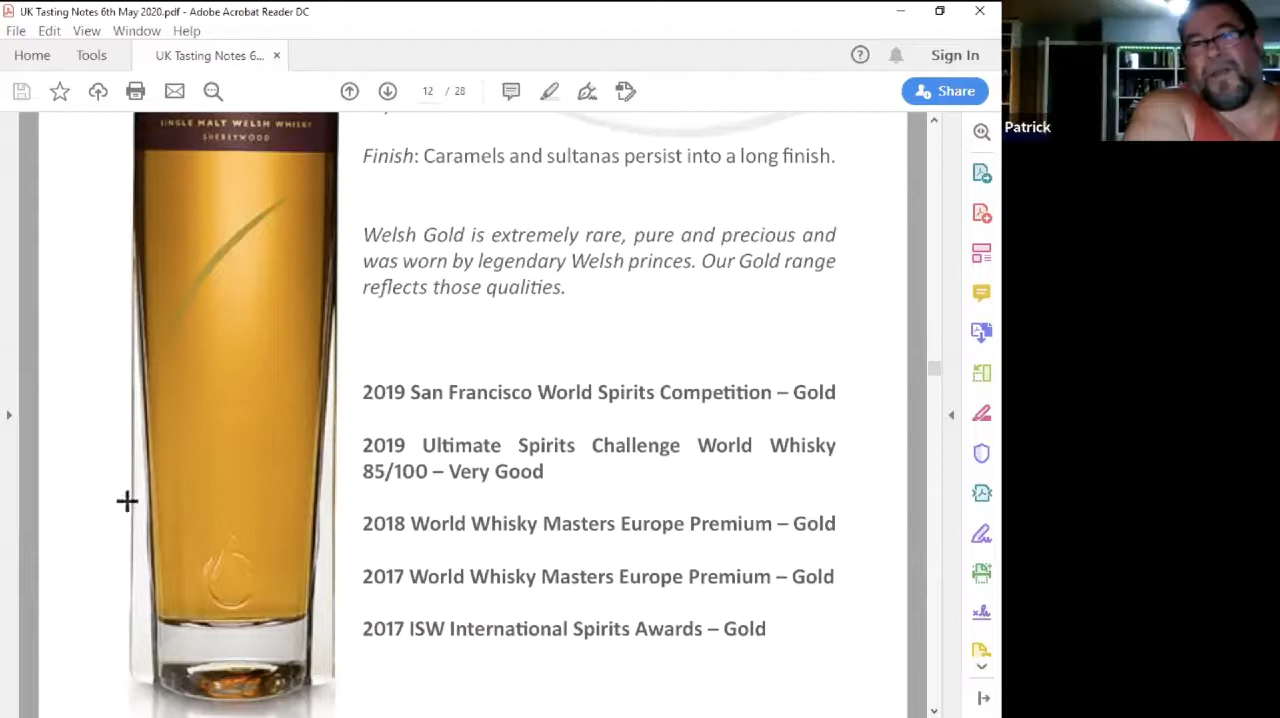 UK Tasting Notes 6th May 2020.pdf - Adobe Acrobat Reader DC
File Edit View Window Help
Home Tools UK Tasting Notes 6... ×
Sign In
12 / 28
Share
Patrick
SINGLE MALT WELSH WHISKY
SHERRYWOOD
Finish: Caramels and sultanas persist into a long finish.
Welsh Gold is extremely rare, pure and precious and
was worn by legendary Welsh princes. Our Gold range
reflects those qualities.
2019 San Francisco World Spirits Competition – Gold
2019 Ultimate Spirits Challenge World Whisky
85/100 – Very Good
2018 World Whisky Masters Europe Premium – Gold
2017 World Whisky Masters Europe Premium – Gold
2017 ISW International Spirits Awards – Gold